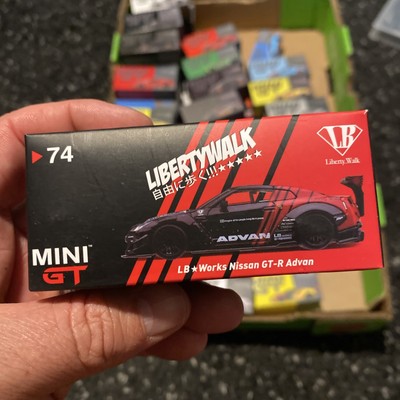 74
LIBERTYWALK
自由に歩く!!!★★★★★
LB
Liberty.Walk
MINI
GT
ADVAN
LB★Works Nissan GT-R Advan